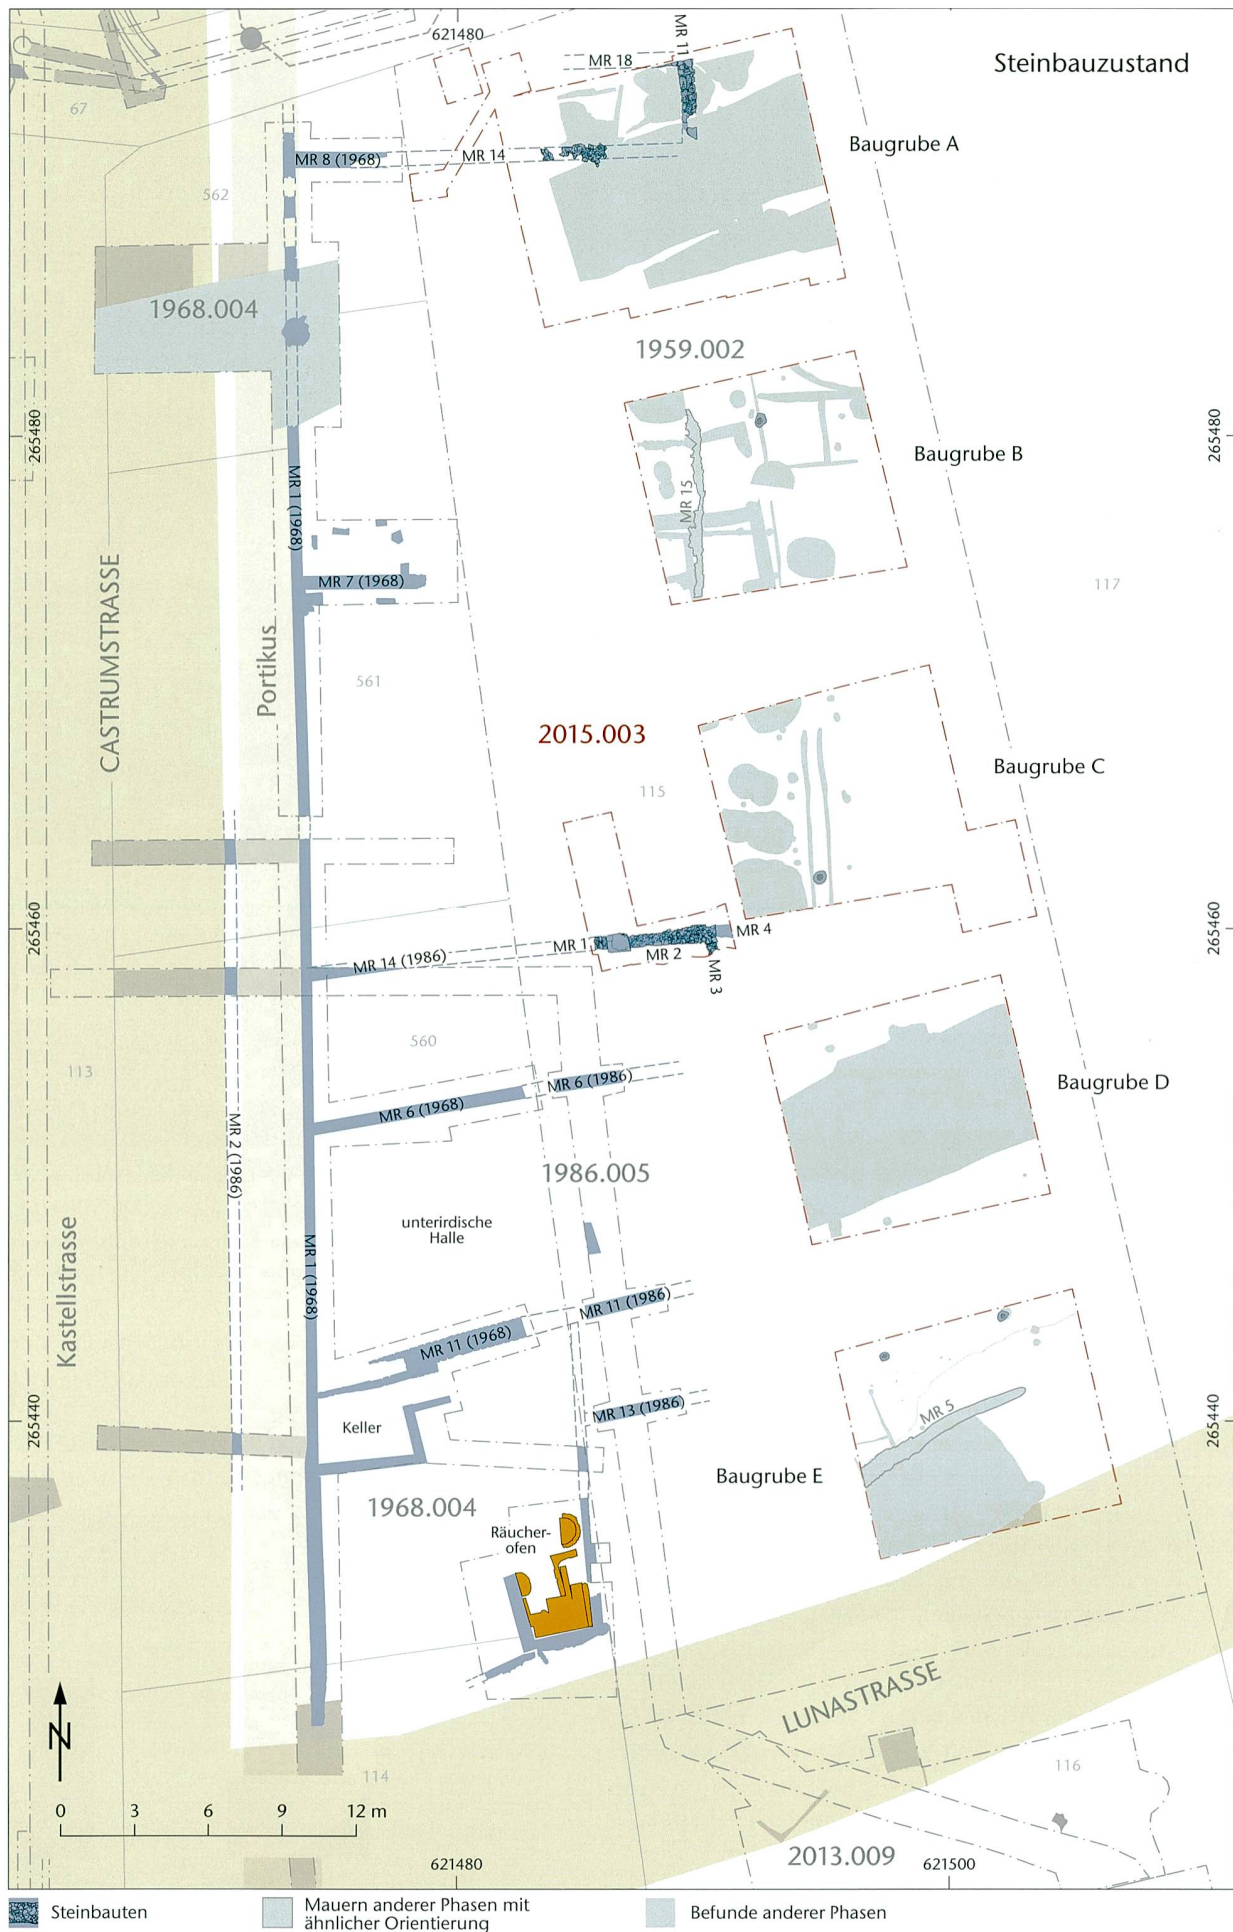 621480
Steinbauzustand
MR 11
MR 18
67
Baugrube A
MR 8 (1968)
MR 14
562
1968.004
1959.002
265480
265480
Baugrube B
MR 1 (1968)
MR 15
CASTRUMSTRASSE
MR 7 (1968)
117
Portikus
561
2015.003
Baugrube C
115
265460
265460
MR 1
MR 4
MR 2
MR 3
MR 14 (1986)
560
113
MR 6 (1986)
Baugrube D
MR 6 (1968)
MR 2 (1986)
1986.005
unterirdische
Halle
Kastellstrasse
MR 1 (1968)
MR 11 (1986)
MR 11 (1968)
265440
265440
MR 13 (1986)
MR 5
Keller
Baugrube E
1968.004
Räucher-
ofen
LUNASTRASSE
N
116
114
0 3 6 9 12 m
2013.009
621480
621500
Steinbauten
Mauern anderer Phasen mit
ähnlicher Orientierung
Befunde anderer Phasen